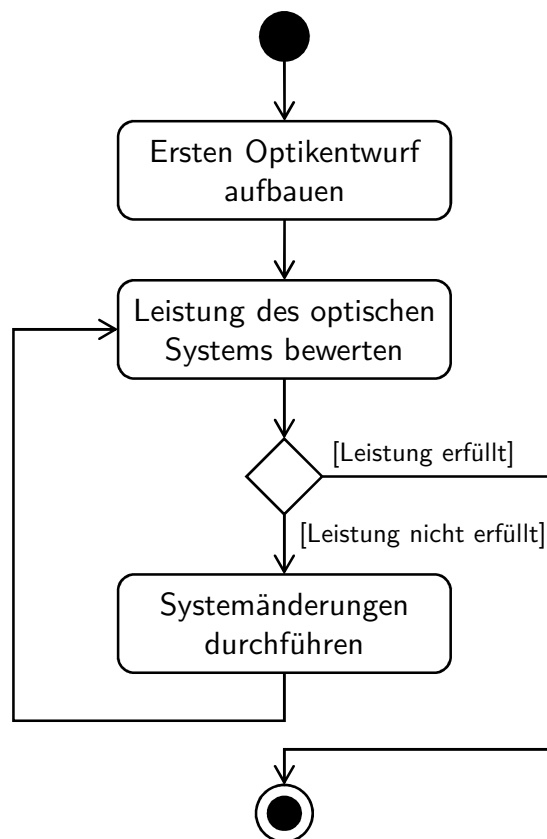 Ersten Optikentwurf
aufbauen
Leistung des optischen
Systems bewerten
[Leistung erfüllt]
[Leistung nicht erfüllt]
Systemänderungen
durchführen